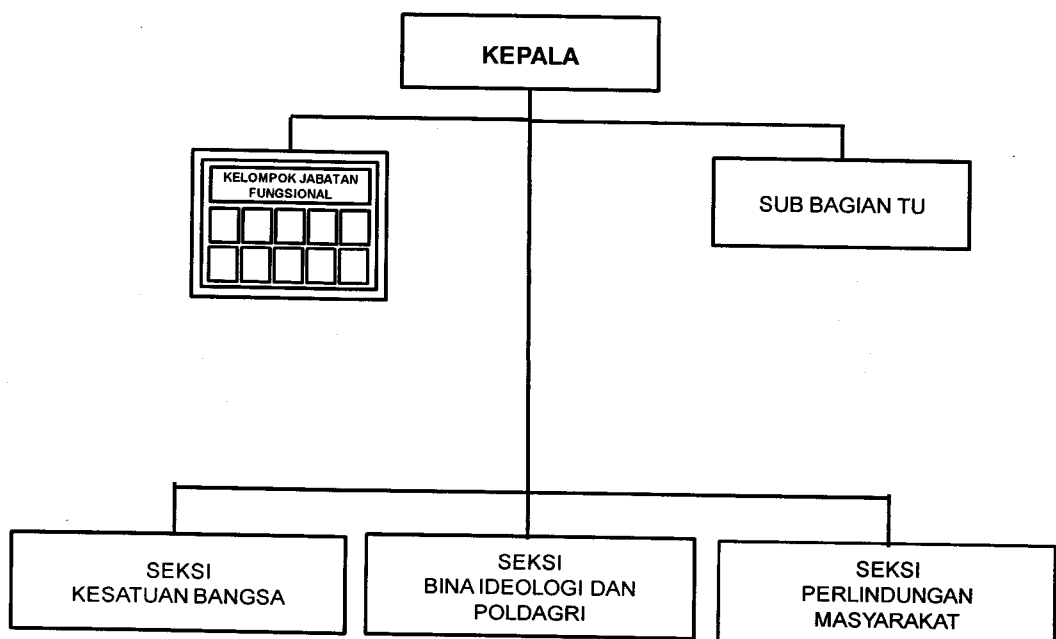 KEPALA
KELOMPOK JABATAN
FUNGSIONAL
SUB BAGIAN TU
SEKSI
KESATUAN BANGSA
SEKSI
BINA IDEOLOGI DAN
POLDAGRI
SEKSI
PERLINDUNGAN
MASYARAKAT